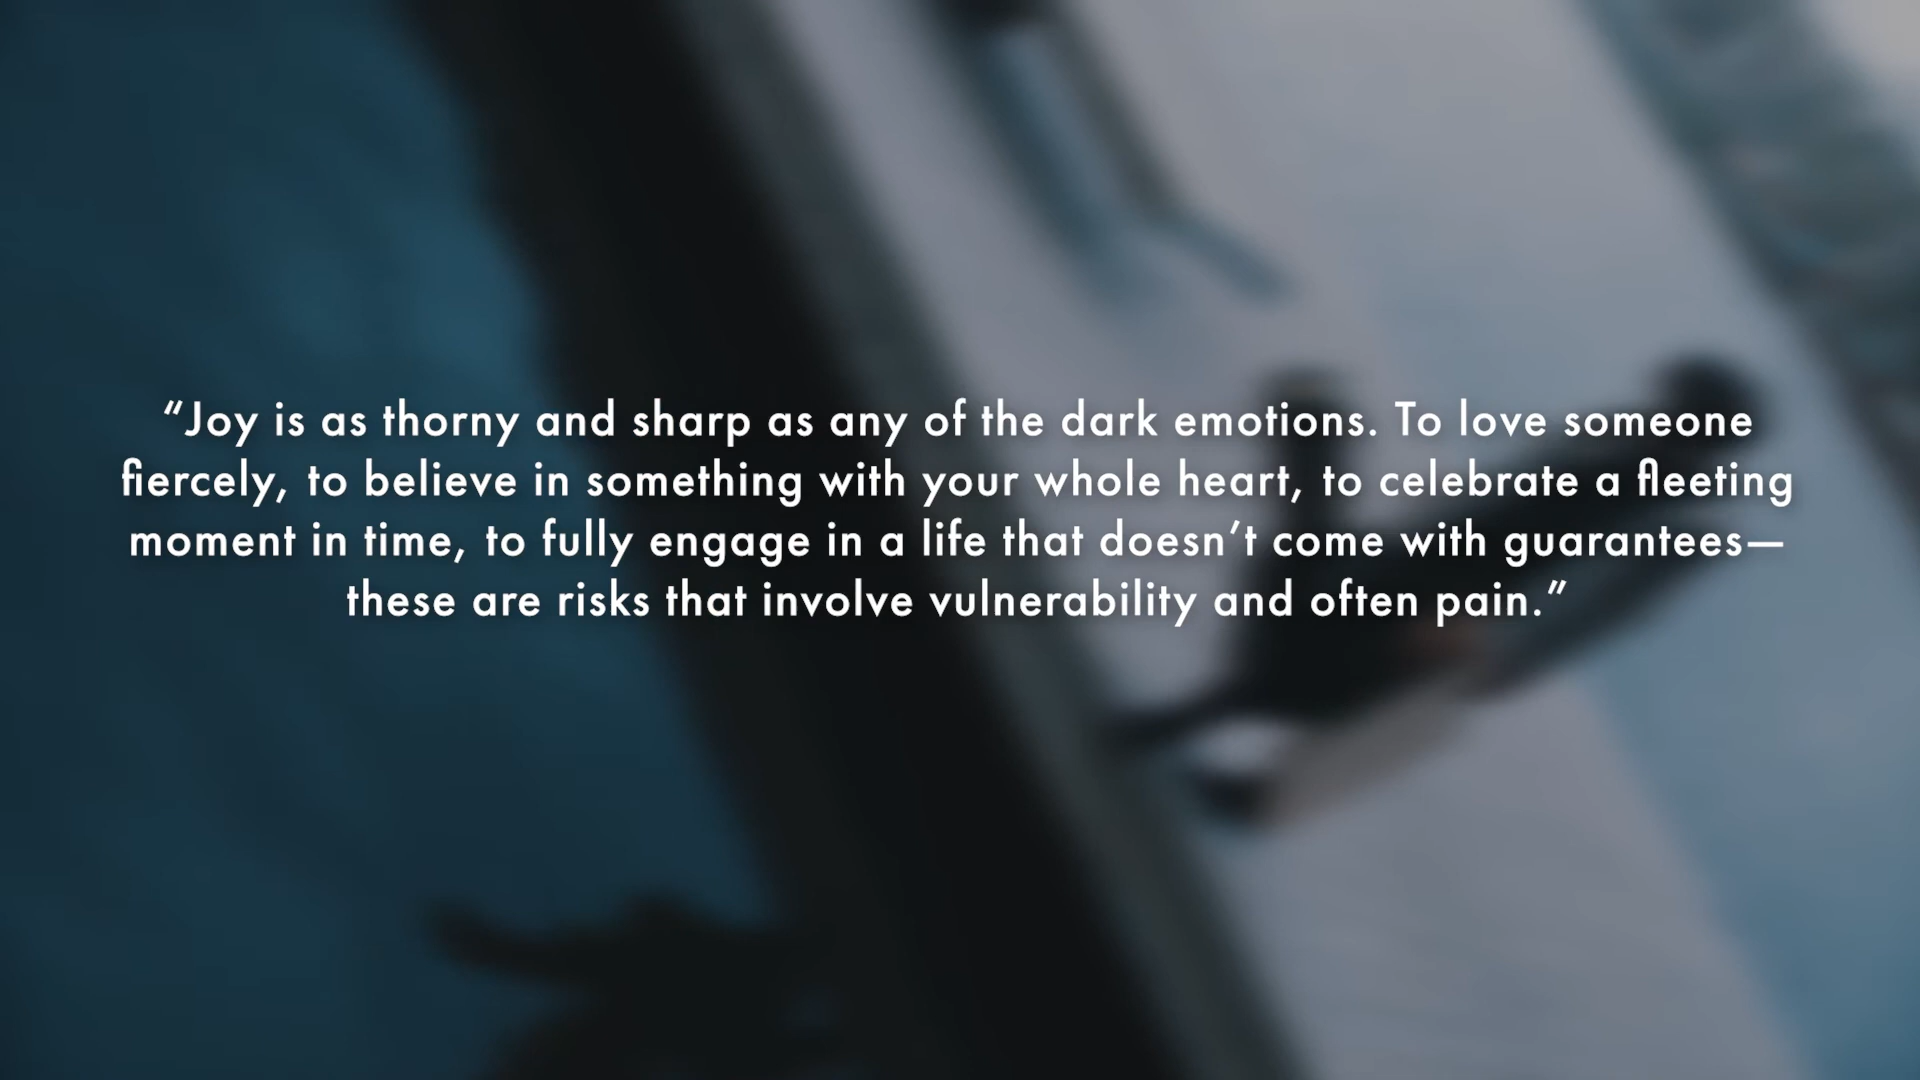 “Joy is as thorny and sharp as any of the dark emotions. To love someone
fiercely, to believe in something with your whole heart, to celebrate a fleeting
moment in time, to fully engage in a life that doesn’t come with guarantees—
these are risks that involve vulnerability and often pain.”